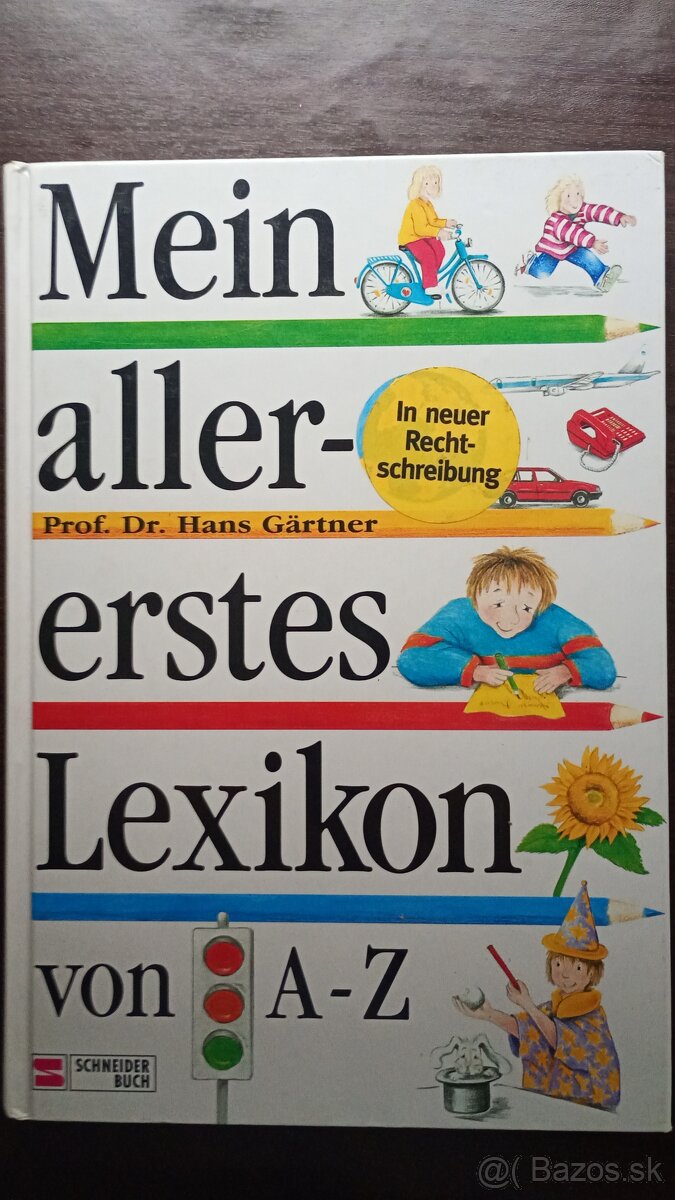 Mein
aller-
In neuer
Recht-
schreibung
Prof. Dr. Hans Gärtner
erstes
Lexikon
von A-Z
SCHNEIDER
BUCH
@( Bazos.sk